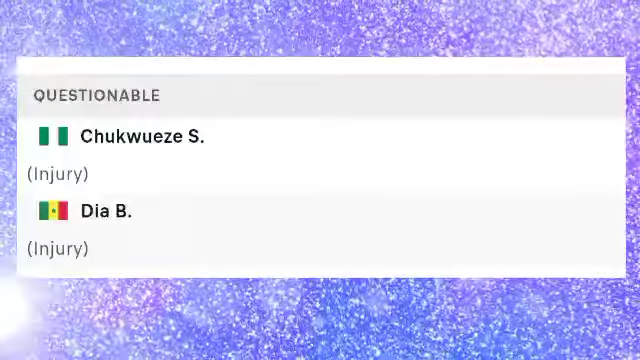 QUESTIONABLE
Chukwueze S.
(Injury)
Dia B.
(Injury)